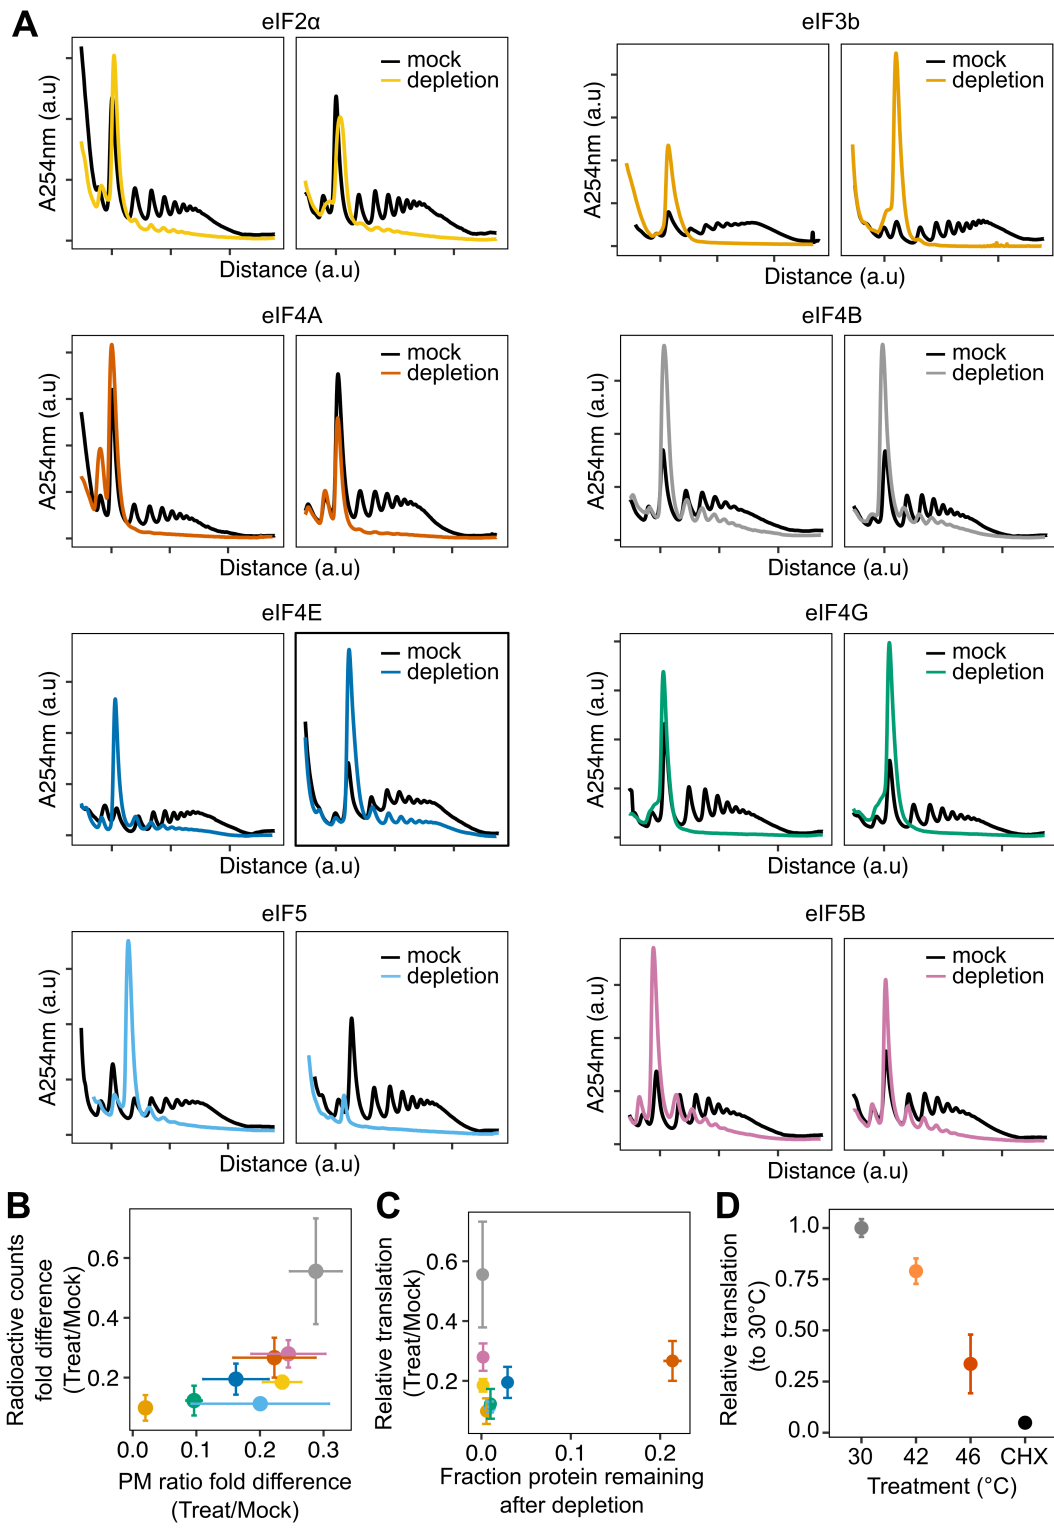 A
eIF2α
mock
depletion
A254nm (a.u)
Distance (a.u)
eIF3b
mock
depletion
A254nm (a.u)
Distance (a.u)
eIF4A
mock
depletion
A254nm (a.u)
Distance (a.u)
eIF4B
mock
depletion
A254nm (a.u)
Distance (a.u)
eIF4E
mock
depletion
A254nm (a.u)
Distance (a.u)
eIF4G
mock
depletion
A254nm (a.u)
Distance (a.u)
eIF5
mock
depletion
A254nm (a.u)
Distance (a.u)
eIF5B
mock
depletion
A254nm (a.u)
Distance (a.u)
B
Radioactive counts
fold difference
(Treat/Mock)
0.6
0.4
0.2
0.0 0.1 0.2 0.3
PM ratio fold difference
(Treat/Mock)
C
Relative translation
(Treat/Mock)
0.6
0.4
0.2
0.0 0.1 0.2
Fraction protein remaining
after depletion
D
Relative translation
(to 30°C)
1.0
0.75
0.50
0.25
0.0
30 42 46 CHX
Treatment (°C)